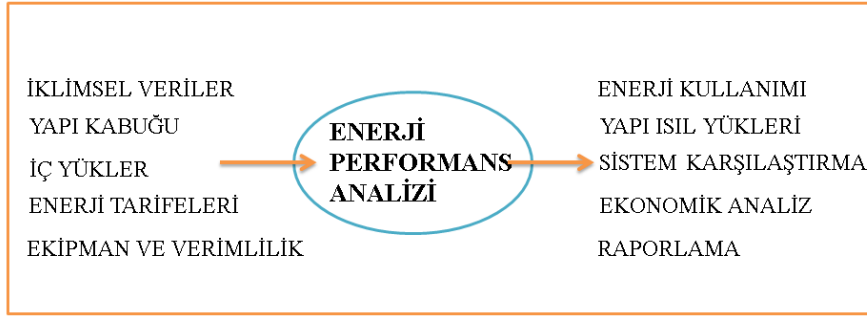 İKLİMSEL VERİLER
YAPI KABUĞU
İÇ YÜKLER
ENERJİ TARİFELERİ
EKİPMAN VE VERİMLİLİK
ENERJİ
PERFORMANS
ANALİZİ
ENERJİ KULLANIMI
YAPI ISIL YÜKLERİ
SİSTEM KARŞILAŞTIRMA
EKONOMİK ANALİZ
RAPORLAMA